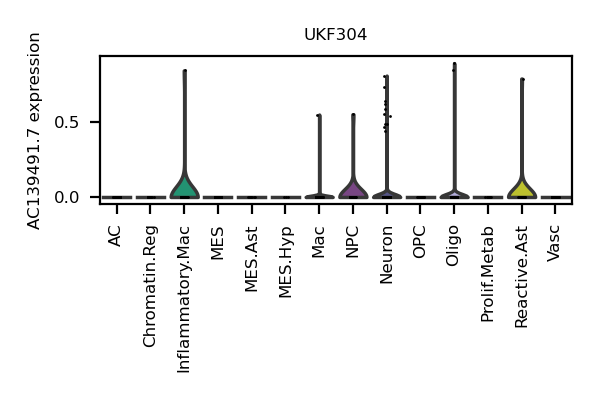 UKF304
AC139491.7 expression
0.5
0.0
AC
Chromatin.Reg
Inflammatory.Mac
MES
MES.Ast
MES.Hyp
Mac
NPC
Neuron
OPC
Oligo
Prolif.Metab
Reactive.Ast
Vasc